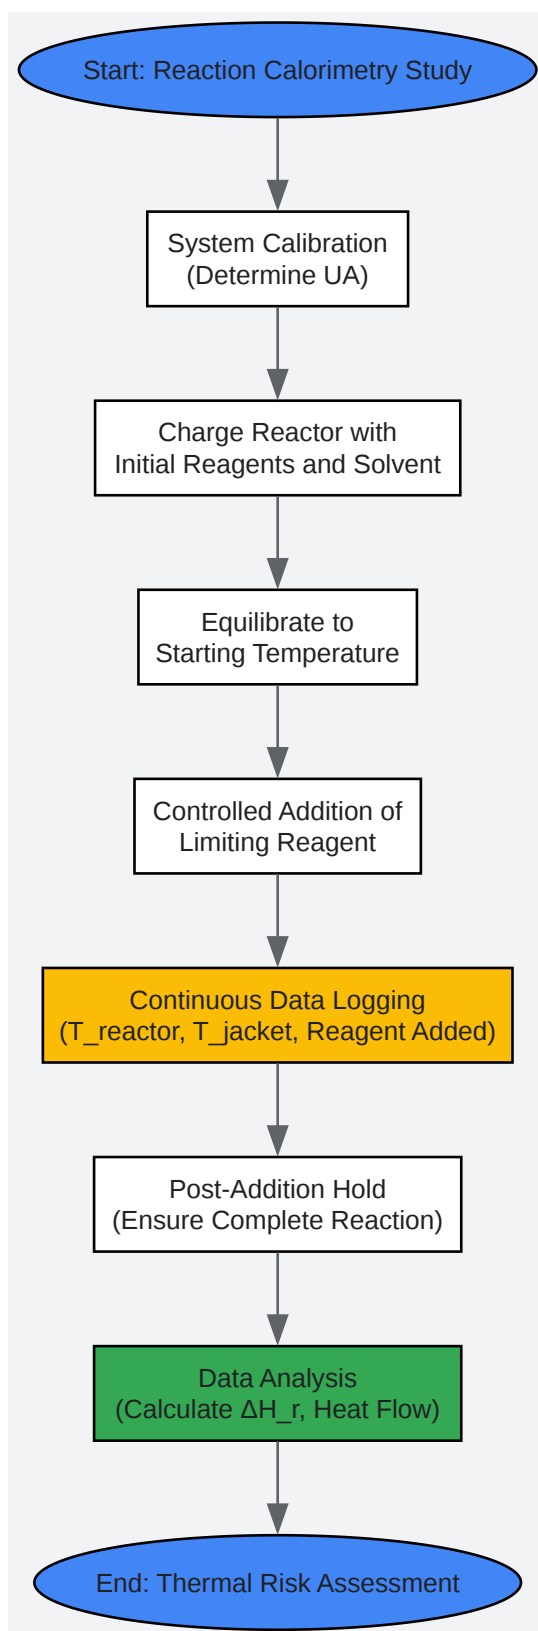 Start: Reaction Calorimetry Study
System Calibration
(Determine UA)
Charge Reactor with
Initial Reagents and Solvent
Equilibrate to
Starting Temperature
Controlled Addition of
Limiting Reagent
Continuous Data Logging
(T_reactor, T_jacket, Reagent Added)
Post-Addition Hold
(Ensure Complete Reaction)
Data Analysis
(Calculate ΔH_r, Heat Flow)
End: Thermal Risk Assessment